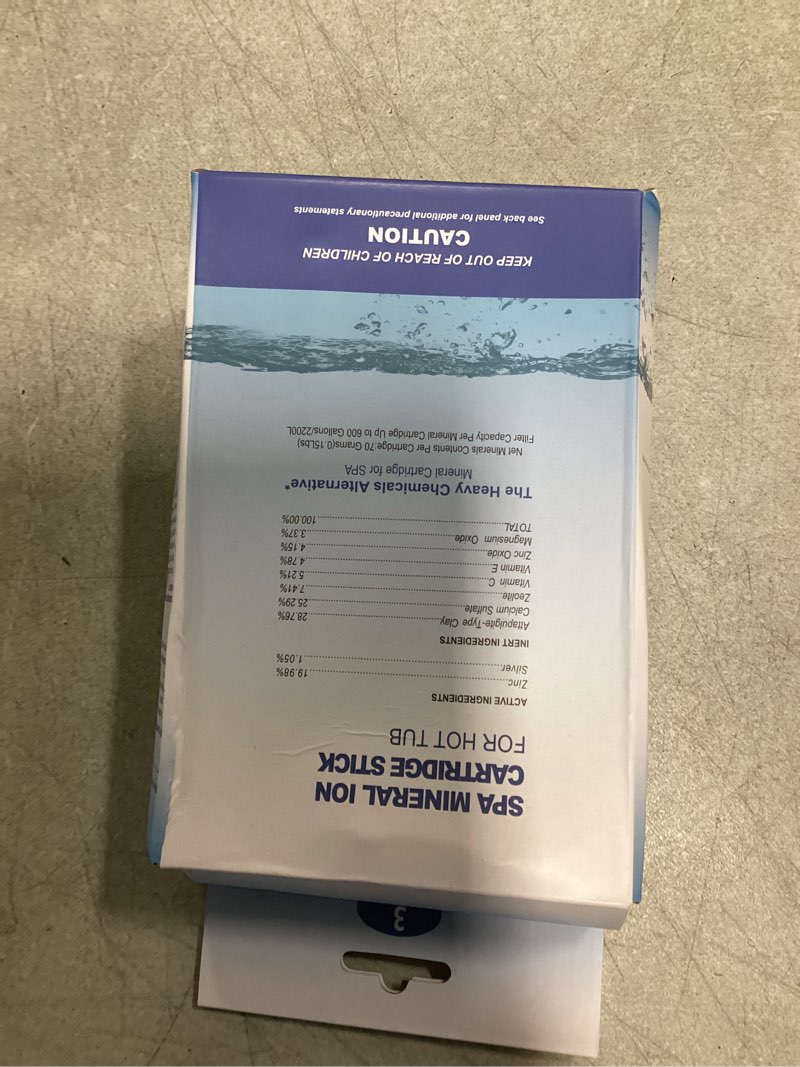 3
SPA MINERAL ION
CARTRIDGE STICK
FOR HOT TUB
ACTIVE INGREDIENTS
Zinc.....19.98%
Silver.....1.05%
INERT INGREDIENTS
Attapulgite-Type Clay.....28.76%
Calcium Sulfate.....25.29%
Zeolite.....7.41%
Vitamin C.....5.21%
Vitamin E.....4.78%
Zinc Oxide.....4.15%
Magnesium Oxide.....3.37%
TOTAL.....100.00%
The Heavy Chemicals Alternative*
Mineral Cartridge for SPA
Net Minerals Contents Per Cartridge:70 Grams(0.15Lbs)
Filter Capacity Per Mineral Cartridge Up to 600 Gallons/2200L
KEEP OUT OF REACH OF CHILDREN
CAUTION
See back panel for additional precautionary statements